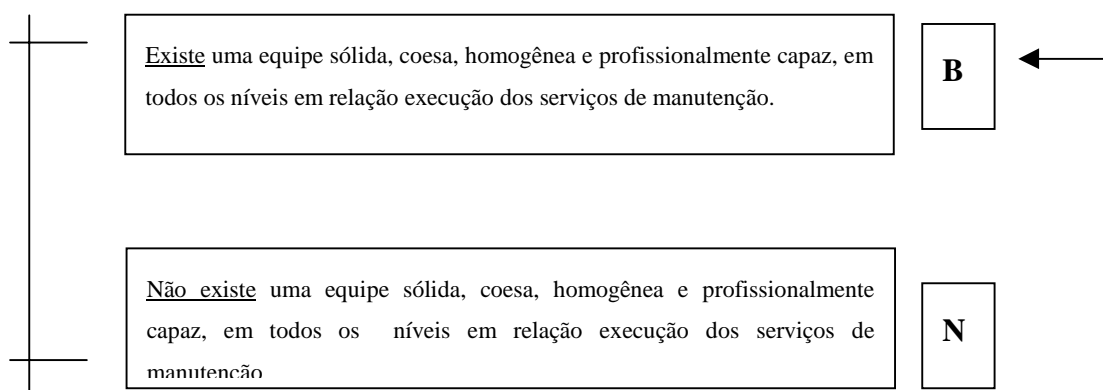 Existe uma equipe sólida, coesa, homogênea e profissionalmente capaz, em
todos os níveis em relação execução dos serviços de manutenção.
B
Não existe uma equipe sólida, coesa, homogênea e profissionalmente
capaz, em todos os níveis em relação execução dos serviços de
manutenção
N